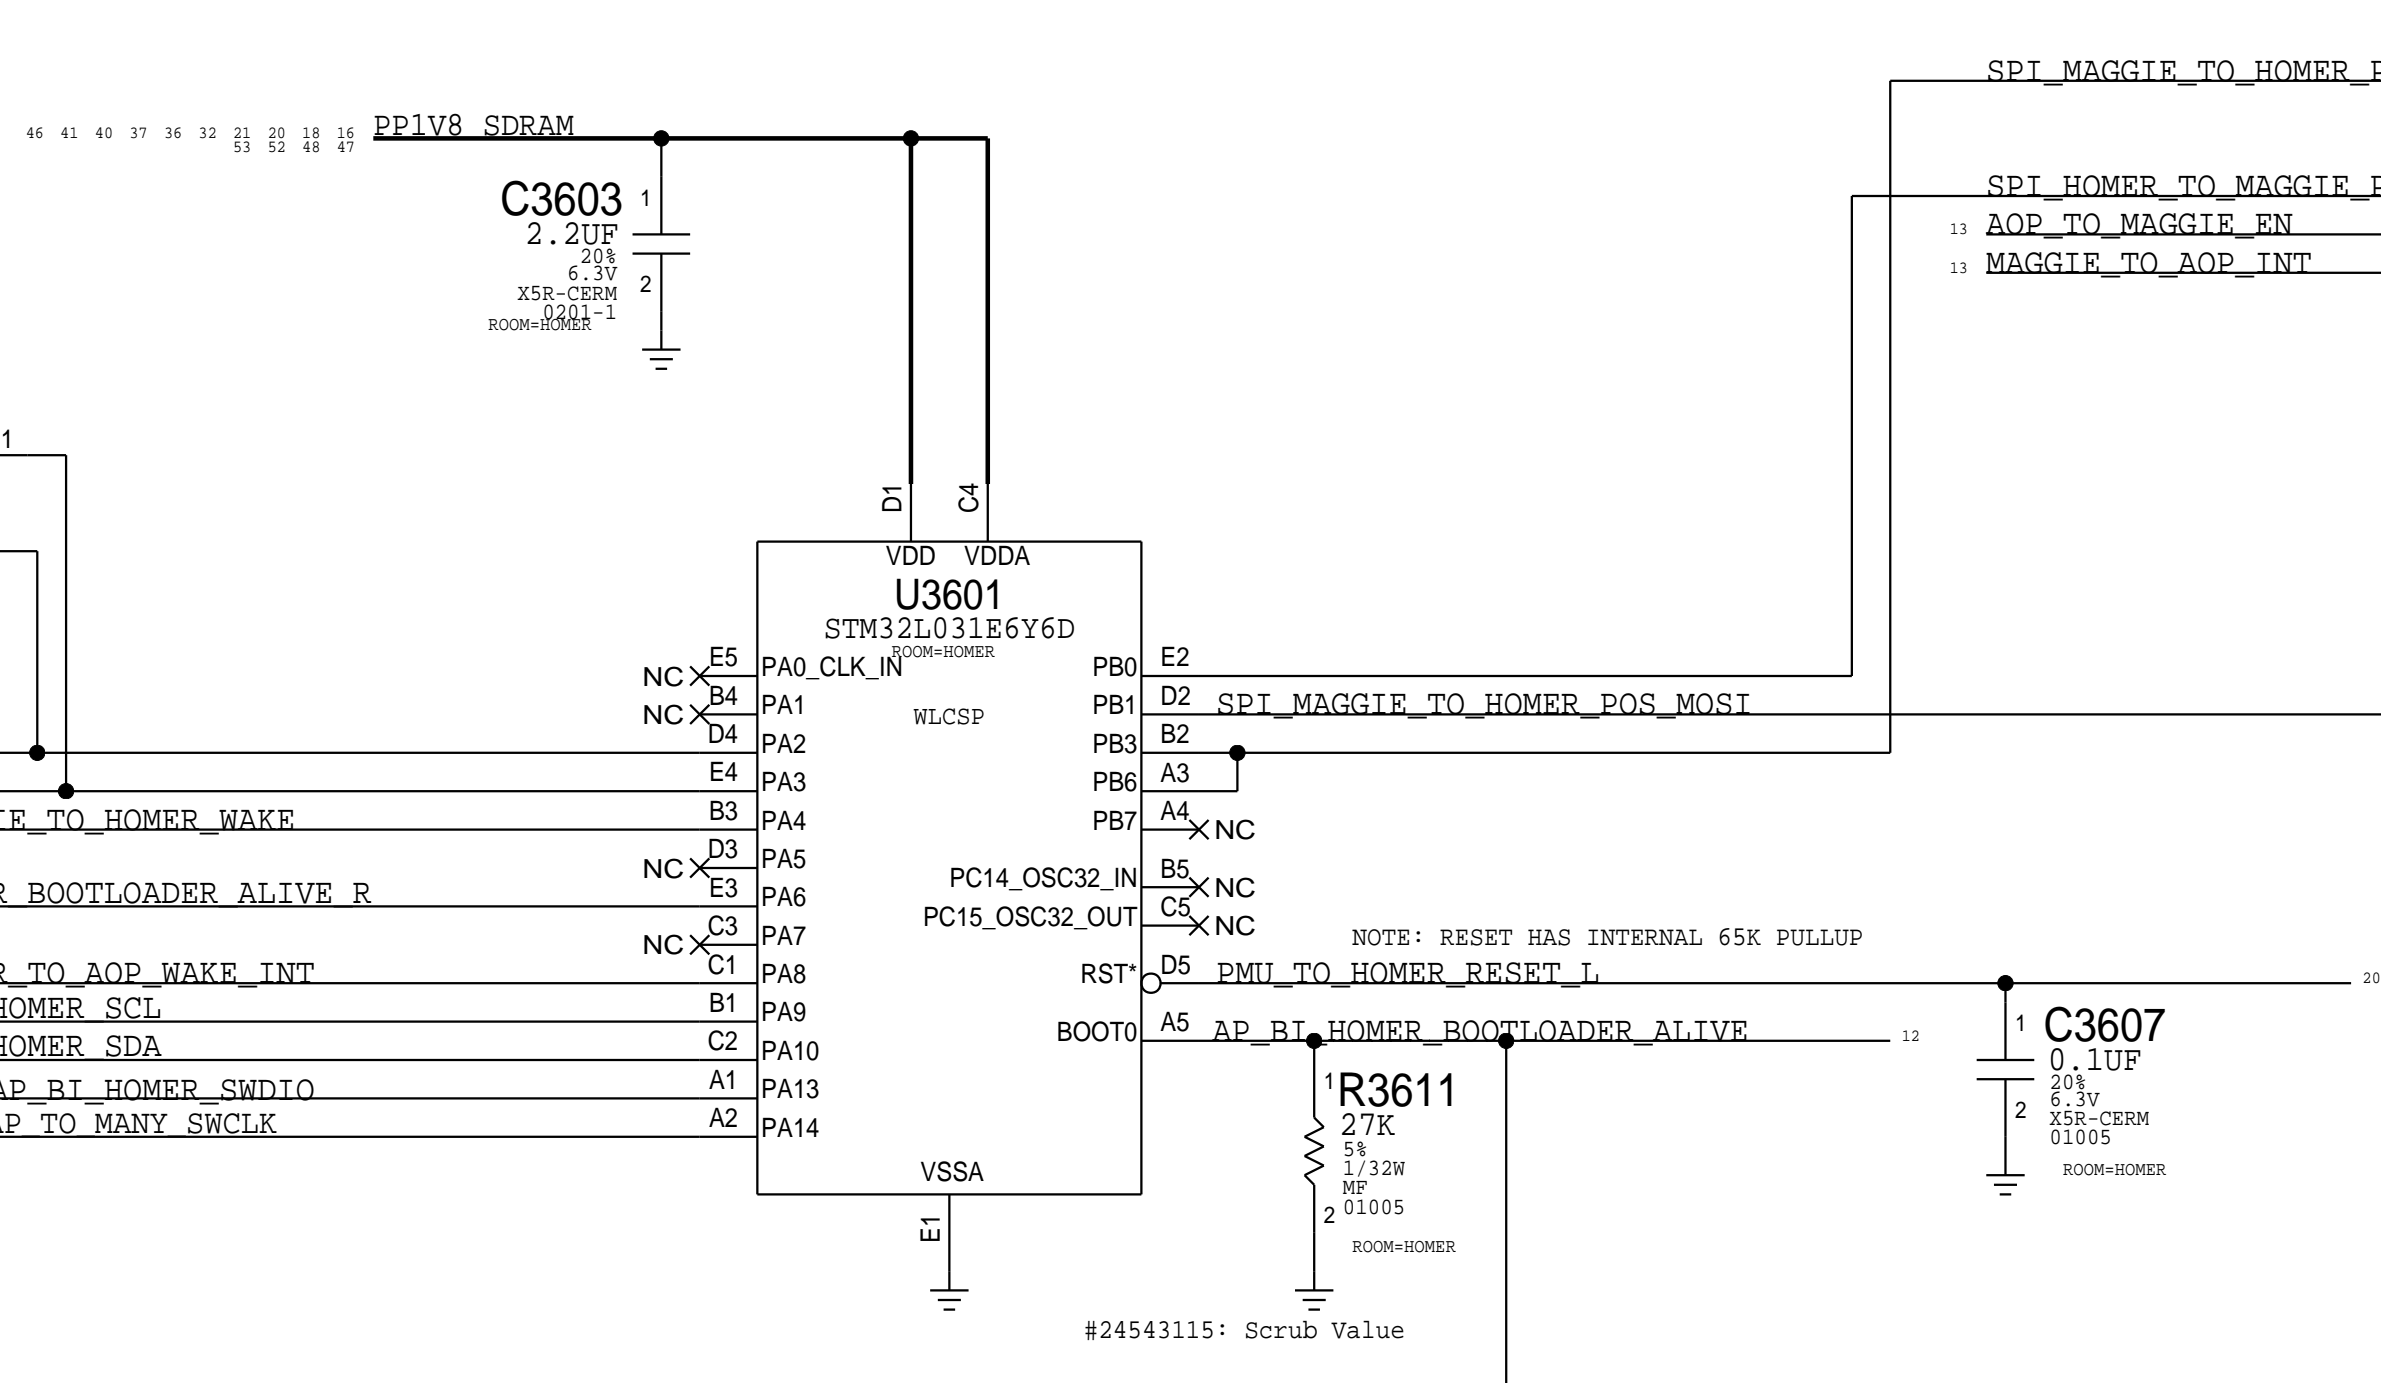 SPI_MAGGIE_TO_HOMER_P
46 41 40 37 36 32 21 20 18 16 PP1V8_SDRAM
53 52 48 47
C3603 1
2.2UF
20%
6.3V
X5R-CERM 2
0201-1
ROOM=HOMER
SPI_HOMER_TO_MAGGIE_P
13 AOP_TO_MAGGIE_EN
13 MAGGIE_TO_AOP_INT
1
D1 C4
VDD VDDA
U3601
STM32L031E6Y6D
ROOM=HOMER
WLCSP
NC E5 PA0_CLK_IN
NC B4 PA1
D4 PA2
E4 PA3
IE_TO_HOMER_WAKE B3 PA4
NC D3 PA5
R_BOOTLOADER_ALIVE_R E3 PA6
NC C3 PA7
R_TO_AOP_WAKE_INT C1 PA8
HOMER_SCL B1 PA9
HOMER_SDA C2 PA10
AP_BI_HOMER_SWDIO A1 PA13
AP_TO_MANY_SWCLK A2 PA14
PB0 E2
PB1 D2 SPI_MAGGIE_TO_HOMER_POS_MOSI
PB3 B2
PB6 A3
PB7 A4 NC
PC14_OSC32_IN B5 NC
PC15_OSC32_OUT C5 NC
NOTE: RESET HAS INTERNAL 65K PULLUP
RST* D5 PMU_TO_HOMER_RESET_L 20
BOOT0 A5 AP_BI_HOMER_BOOTLOADER_ALIVE 12
VSSA
E1
1 R3611
27K
5%
1/32W
MF
2 01005
ROOM=HOMER
1 C3607
0.1UF
20%
2 6.3V
X5R-CERM
01005
ROOM=HOMER
#24543115: Scrub Value